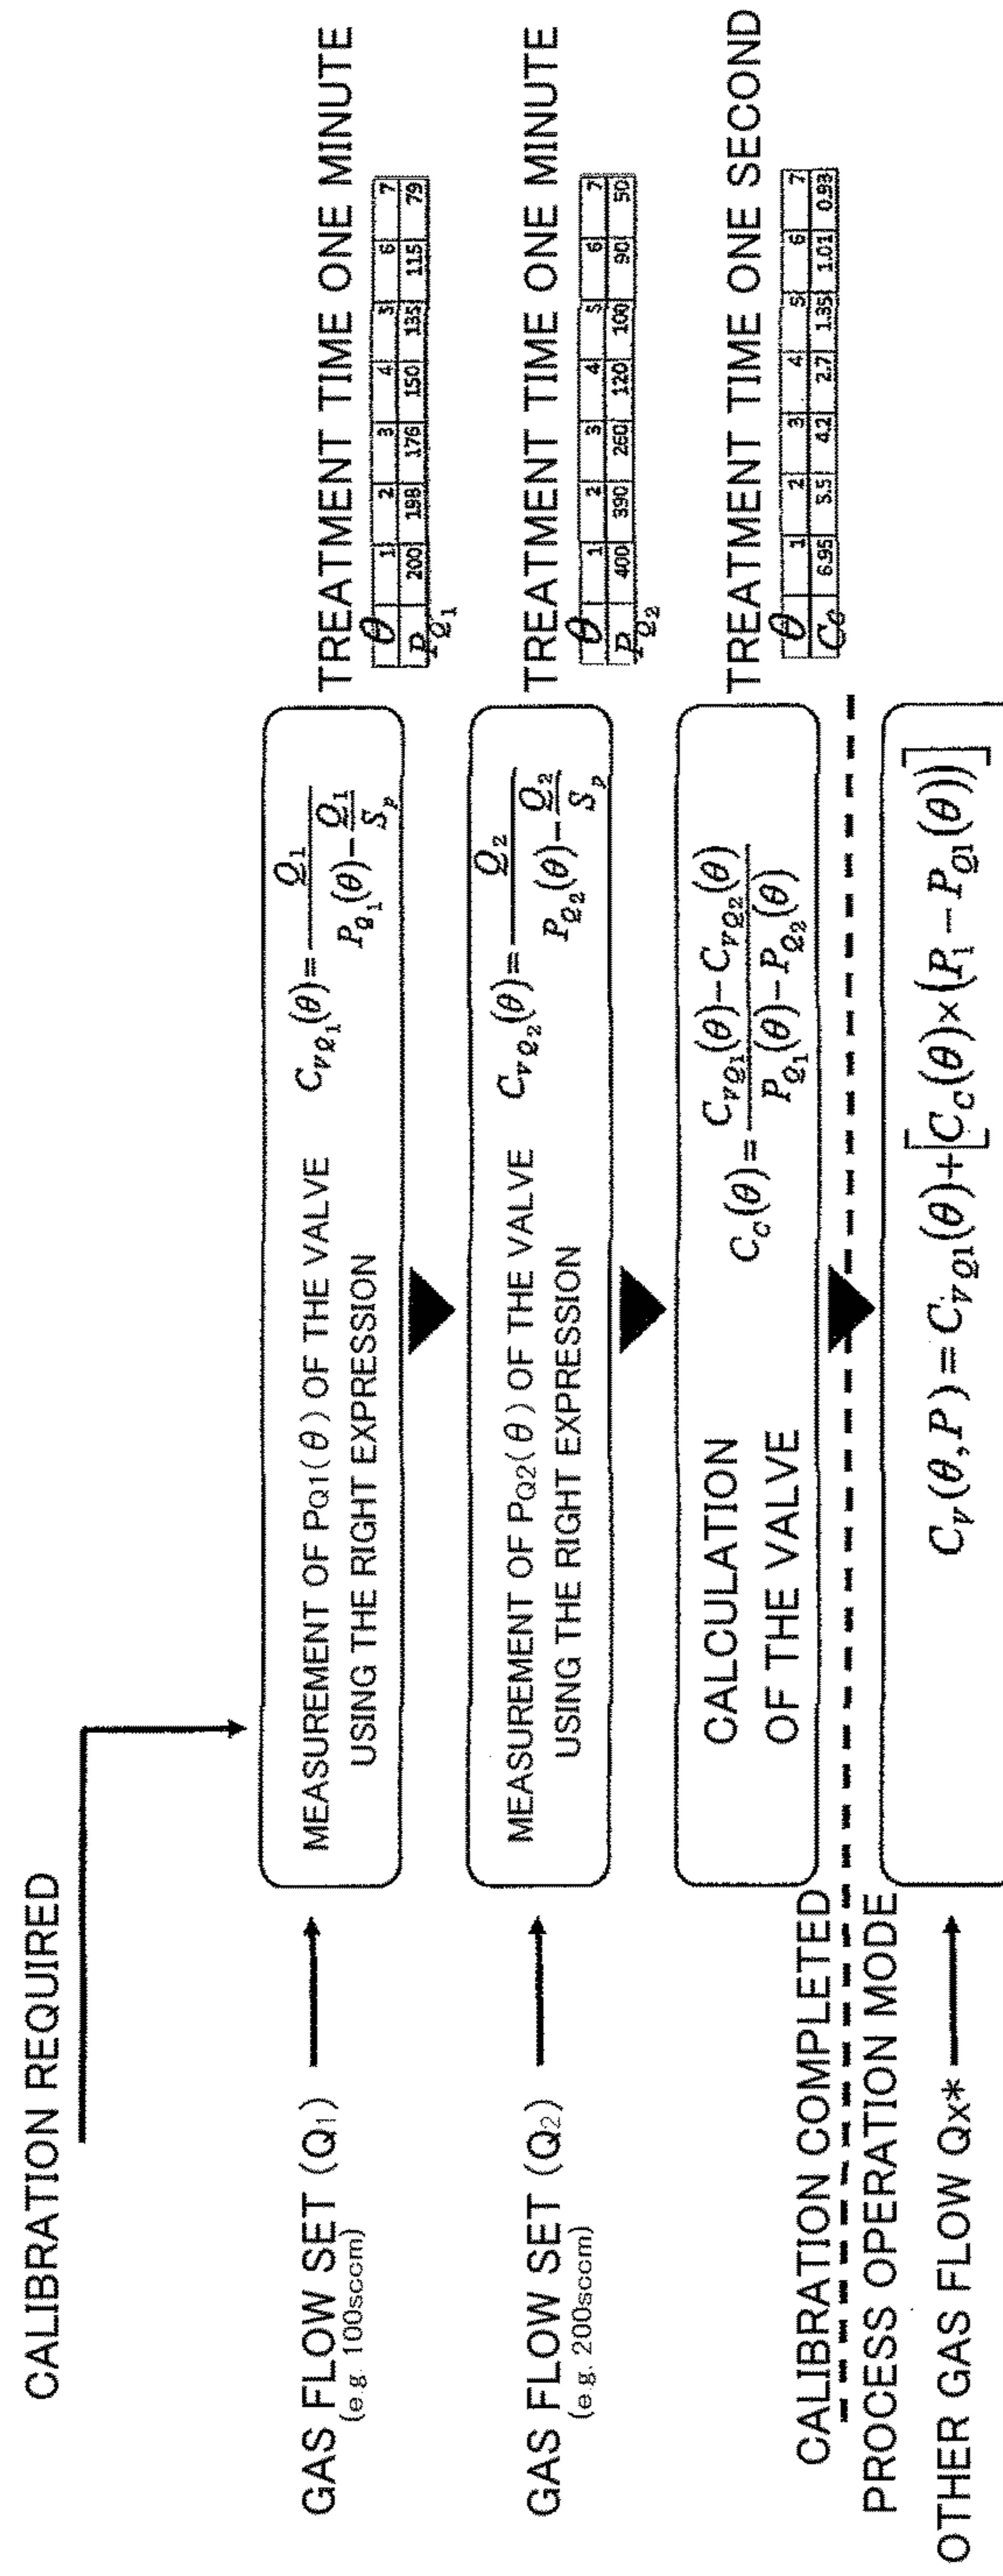 CALIBRATION REQUIRED
GAS FLOW SET (Q1)
(e.g. 100sccm)
MEASUREMENT OF PQ1(θ) OF THE VALVE
USING THE RIGHT EXPRESSION
CvQ1(θ)= Q1 / (PQ1(θ)− Q1/Sp)
TREATMENT TIME ONE MINUTE
θ 1 2 3 4 5 6 7
PQ1 200 198 176 150 135 115 79
GAS FLOW SET (Q2)
(e.g. 200sccm)
MEASUREMENT OF PQ2(θ) OF THE VALVE
USING THE RIGHT EXPRESSION
CvQ2(θ)= Q2 / (PQ2(θ)− Q2/Sp)
TREATMENT TIME ONE MINUTE
θ 1 2 3 4 5 6 7
PQ2 400 390 260 120 100 90 50
CALCULATION
OF THE VALVE
Cc(θ)= (CvQ1(θ)−CvQ2(θ)) / (PQ1(θ)−PQ2(θ))
TREATMENT TIME ONE SECOND
θ 1 2 3 4 5 6 7
Cc 6.95 5.5 4.2 2.7 1.35 1.01 0.93
CALIBRATION COMPLETED
PROCESS OPERATION MODE
OTHER GAS FLOW Qx*
Cv(θ,P)=CvQ1(θ)+[Cc(θ)×(P1−PQ1(θ))]